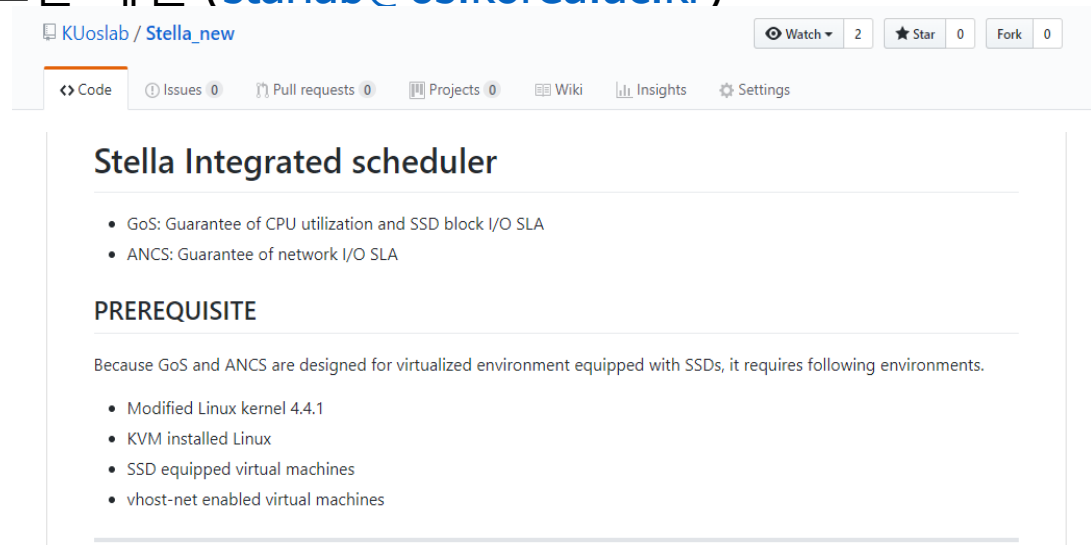 KUoslab / Stella_new
Watch 2 Star 0 Fork 0
Code Issues 0 Pull requests 0 Projects 0 Wiki Insights Settings
Stella Integrated scheduler
GoS: Guarantee of CPU utilization and SSD block I/O SLA
ANCS: Guarantee of network I/O SLA
PREREQUISITE
Because GoS and ANCS are designed for virtualized environment equipped with SSDs, it requires following environments.
Modified Linux kernel 4.4.1
KVM installed Linux
SSD equipped virtual machines
vhost-net enabled virtual machines